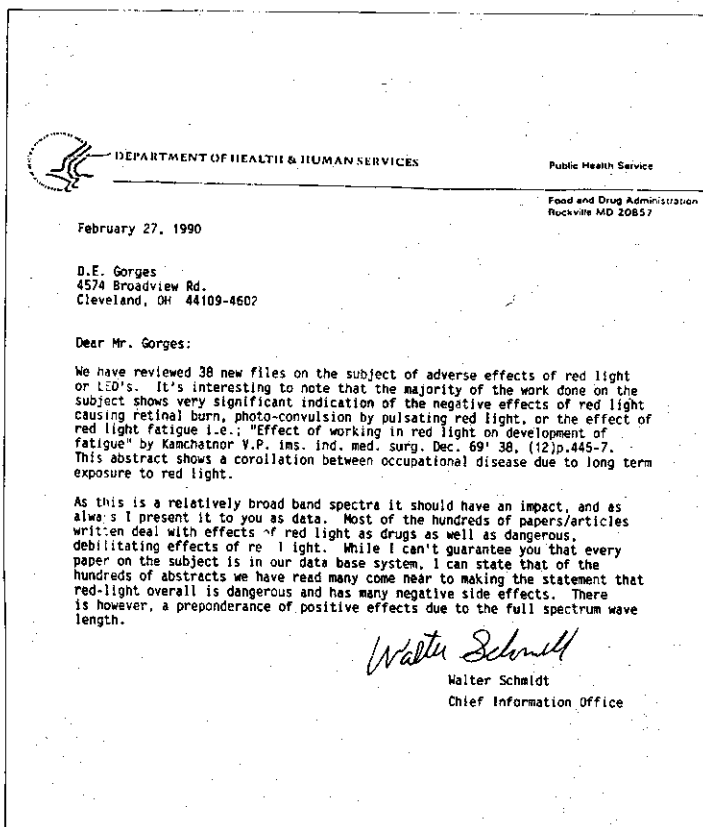 DEPARTMENT OF HEALTH & HUMAN SERVICES
Public Health Service
Food and Drug Administration
Rockville MD 20857
February 27, 1990
D.E. Gorges
4574 Broadview Rd.
Cleveland, OH 44109-4602
Dear Mr. Gorges:
We have reviewed 38 new files on the subject of adverse effects of red light
or LED's. It's interesting to note that the majority of the work done on the
subject shows very significant indication of the negative effects of red light
causing retinal burn, photo-convulsion by pulsating red light, or the effect of
red light fatigue i.e.; "Effect of working in red light on development of
fatigue" by Kamchatnor V.P. ims. ind. med. surg. Dec. 69' 38, (12)p.445-7.
This abstract shows a corollation between occupational disease due to long term
exposure to red light.
As this is a relatively broad band spectra it should have an impact, and as
alwa s I present it to you as data. Most of the hundreds of papers/articles
written deal with effects of red light as drugs as well as dangerous,
debilitating effects of re l ight. While I can't guarantee you that every
paper on the subject is in our data base system, I can state that of the
hundreds of abstracts we have read many come near to making the statement that
red-light overall is dangerous and has many negative side effects. There
is however, a preponderance of positive effects due to the full spectrum wave
length.
Walter Schmidt
Walter Schmidt
Chief Information Office